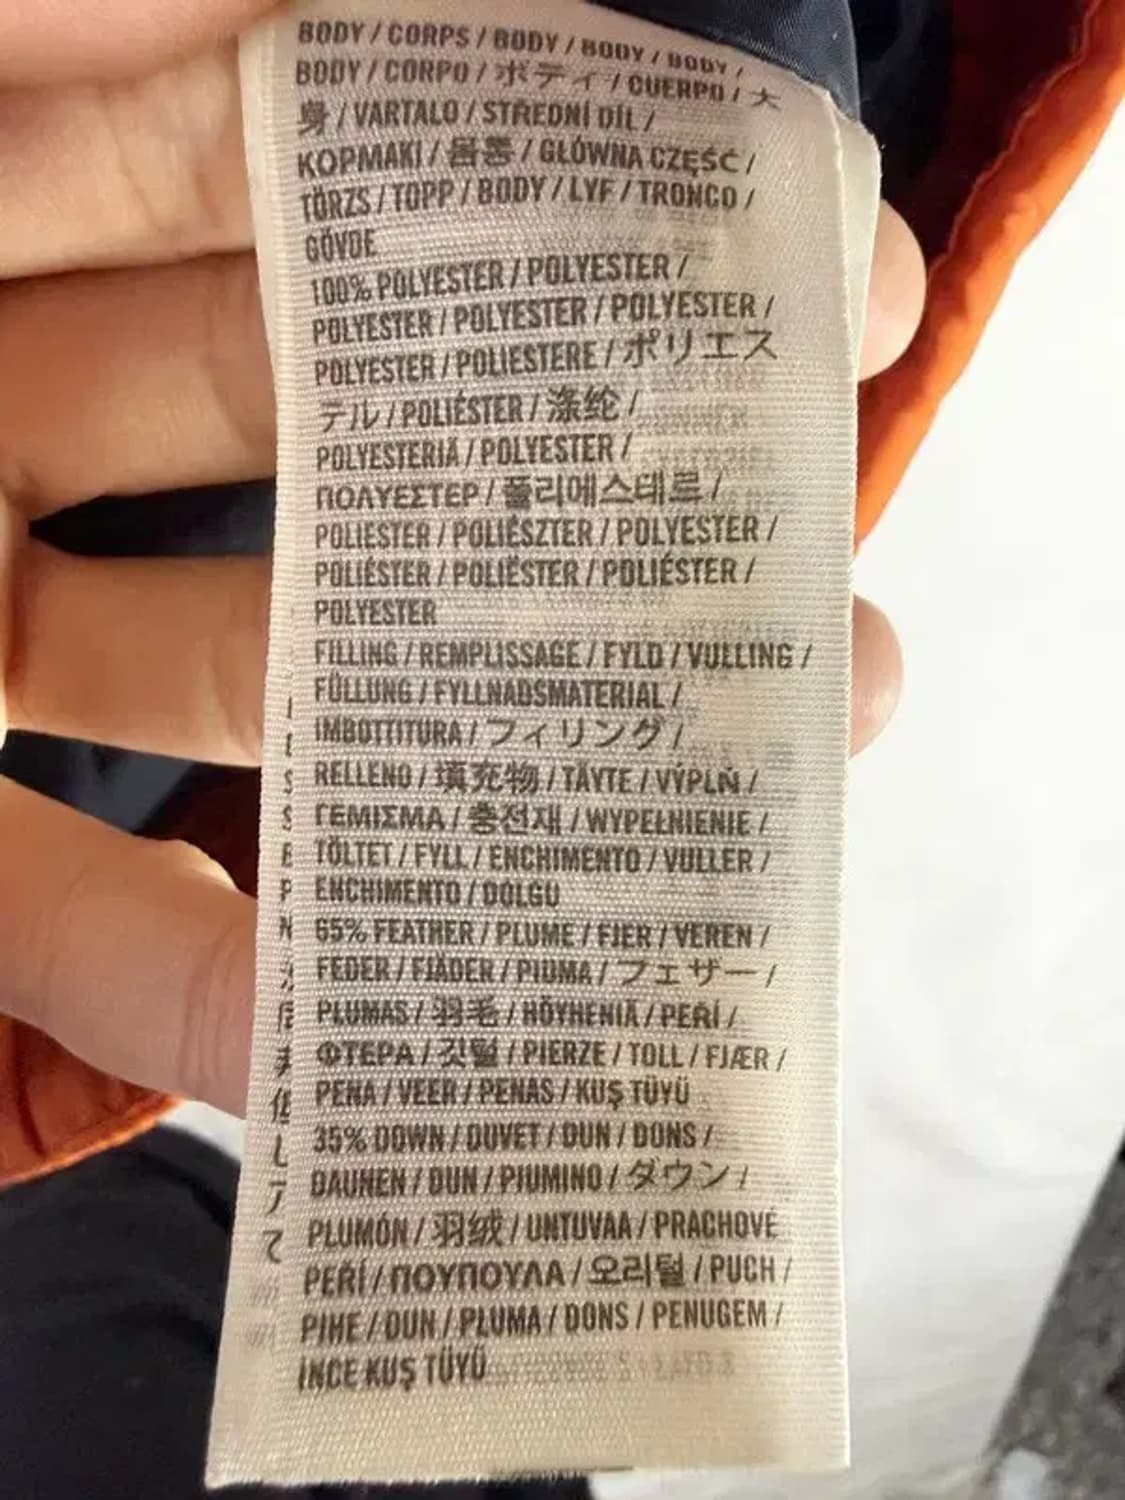 BODY / CORPS / BODY / BODY / BODY /
BODY / CORPO / ボディ / CUERPO / 大
身 / VARTALO / STŘEDNÍ DÍL /
ΚΟΡΜΑΚΙ / 몸통 / GŁÓWNA CZĘŚĆ /
TÖRZS / TOPP / BODY / LYF / TRONCO /
GÖVDE
100% POLYESTER / POLYESTER /
POLYESTER / POLYESTER / POLYESTER /
POLYESTER / POLIESTERE / ポリエス
テル / POLIÉSTER / 涤纶 /
POLYESTERIÄ / POLYESTER /
ΠΟΛΥΕΣΤΕΡ / 폴리에스테르 /
POLIESTER / POLIÉSZTER / POLYESTER /
POLIÉSTER / POLIËSTER / POLIÉSTER /
POLYESTER
FILLING / REMPLISSAGE / FYLD / VULLING /
FÜLLUNG / FYLLNADSMATERIAL /
IMBOTTITURA / フィリング /
RELLENO / 填充物 / TÄYTE / VÝPLŇ /
ΓΕΜΙΣΜΑ / 충전재 / WYPEŁNIENIE /
TÖLTET / FYLL / ENCHIMENTO / VULLER /
ENCHIMENTO / DOLGU
65% FEATHER / PLUME / FJER / VEREN /
FEDER / FJÄDER / PIUMA / フェザー /
PLUMAS / 羽毛 / HÖYHENIÄ / PEŘÍ /
ΦΤΕΡΑ / 깃털 / PIERZE / TOLL / FJÆR /
PENA / VEER / PENAS / KUŞ TÜYÜ
35% DOWN / DUVET / DUN / DONS /
DAUNEN / DUN / PIUMINO / ダウン /
PLUMÓN / 羽绒 / UNTUVAA / PRACHOVÉ
PEŘÍ / ΠΟΥΠΟΥΛΑ / 오리털 / PUCH /
PIHE / DUN / PLUMA / DONS / PENUGEM /
İNCE KUŞ TÜYÜ